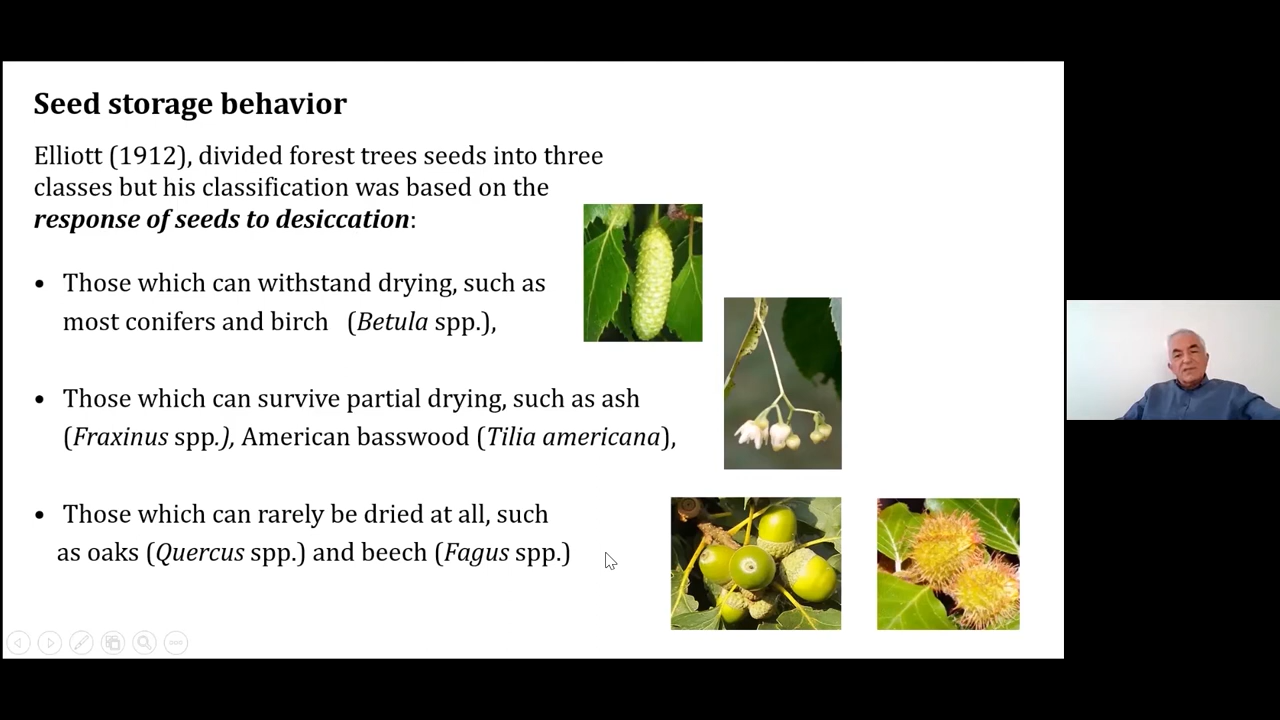 Seed storage behavior
Elliott (1912), divided forest trees seeds into three
classes but his classification was based on the
response of seeds to desiccation:
• Those which can withstand drying, such as
most conifers and birch (Betula spp.),
• Those which can survive partial drying, such as ash
(Fraxinus spp.), American basswood (Tilia americana),
• Those which can rarely be dried at all, such
as oaks (Quercus spp.) and beech (Fagus spp.)